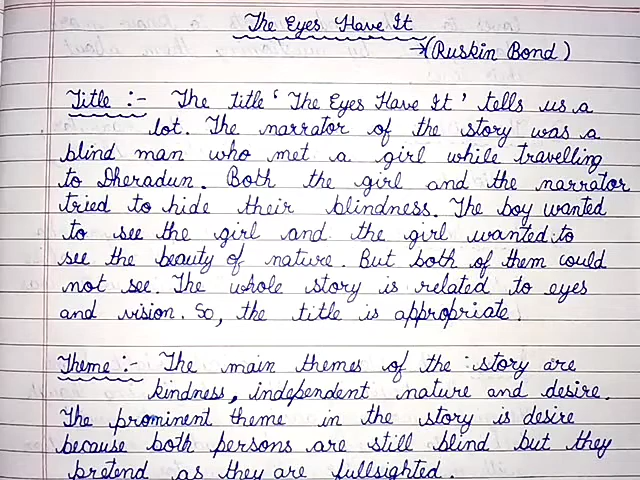 The Eyes Have It
→(Ruskin Bond)
Title :- The title 'The Eyes Have It' tells us a
lot. The narrator of the story was a
blind man who met a girl while travelling
to Dheradun. Both the girl and the narrator
tried to hide their blindness. The boy wanted
to see the girl and the girl wanted to
see the beauty of nature. But both of them could
not see. The whole story is related to eyes
and vision. So, the title is appropriate.
Theme :- The main themes of the story are
kindness, independent nature and desire.
The prominent theme in the story is desire
because both persons are still blind but they
pretend as they are fullsighted.